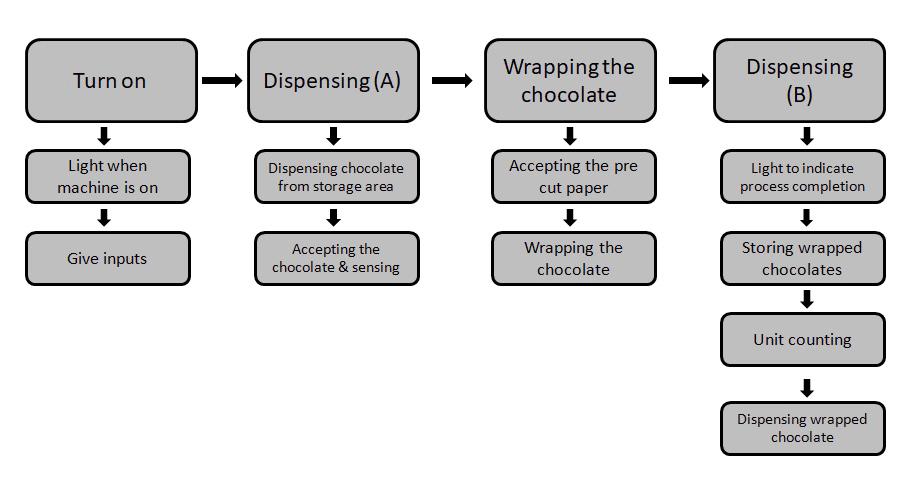 Turn on
Dispensing (A)
Wrapping the
chocolate
Dispensing
(B)
Light when
machine is on
Dispensing chocolate
from storage area
Accepting the pre
cut paper
Light to indicate
process completion
Give inputs
Accepting the
chocolate & sensing
Wrapping the
chocolate
Storing wrapped
chocolates
Unit counting
Dispensing wrapped
chocolate